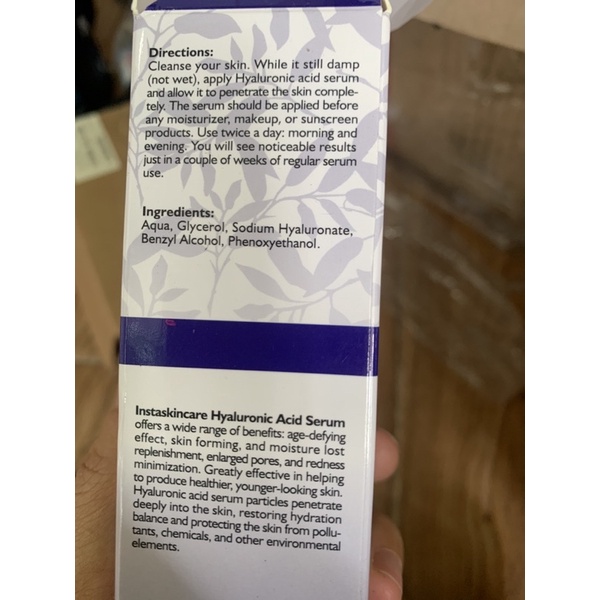 Directions:
Cleanse your skin. While it still damp
(not wet), apply Hyaluronic acid serum
and allow it to penetrate the skin comple-
tely. The serum should be applied before
any moisturizer, makeup, or sunscreen
products. Use twice a day: morning and
evening. You will see noticeable results
just in a couple of weeks of regular serum
use.
Ingredients:
Aqua, Glycerol, Sodium Hyaluronate,
Benzyl Alcohol, Phenoxyethanol.
Instaskincare Hyaluronic Acid Serum
offers a wide range of benefits: age-defying
effect, skin forming, and moisture lost
replenishment, enlarged pores, and redness
minimization. Greatly effective in helping
to produce healthier, younger-looking skin.
Hyaluronic acid serum particles penetrate
deeply into the skin, restoring hydration
balance and protecting the skin from pollu-
tants, chemicals, and other environmental
elements.